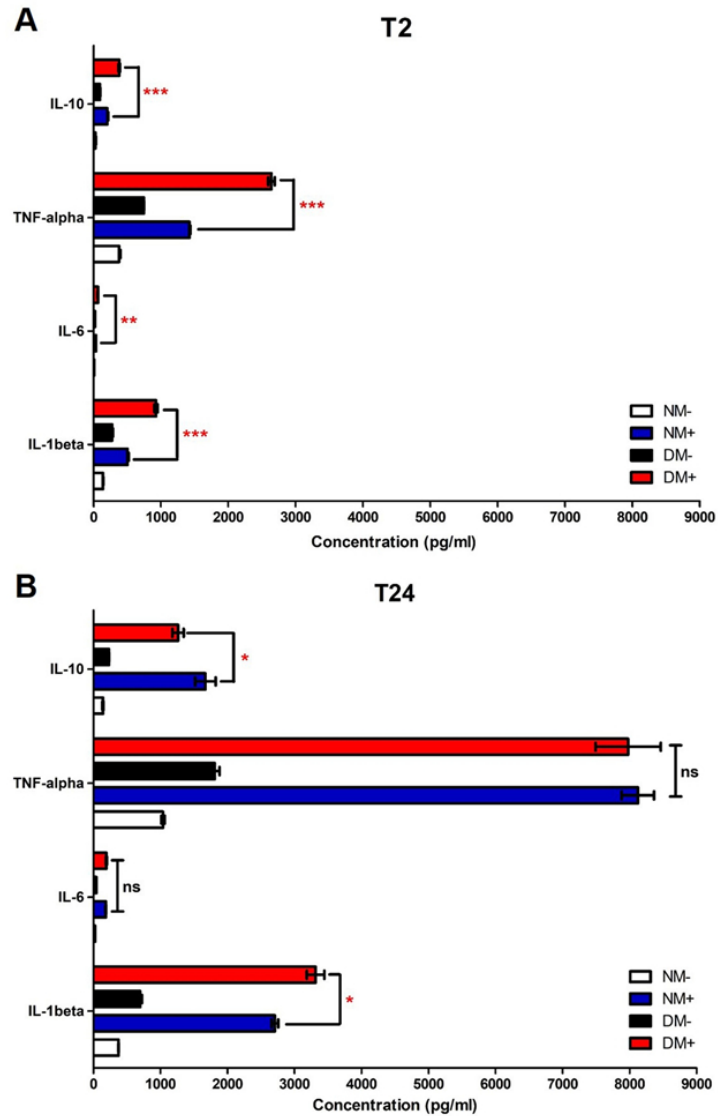 A
T2
IL-10
***
TNF-alpha
***
IL-6
**
IL-1beta
***
NM-
NM+
DM-
DM+
0 1000 2000 3000 4000 5000 6000 7000 8000 9000
Concentration (pg/ml)
B
T24
IL-10
*
TNF-alpha
ns
IL-6
ns
IL-1beta
*
NM-
NM+
DM-
DM+
0 1000 2000 3000 4000 5000 6000 7000 8000 9000
Concentration (pg/ml)